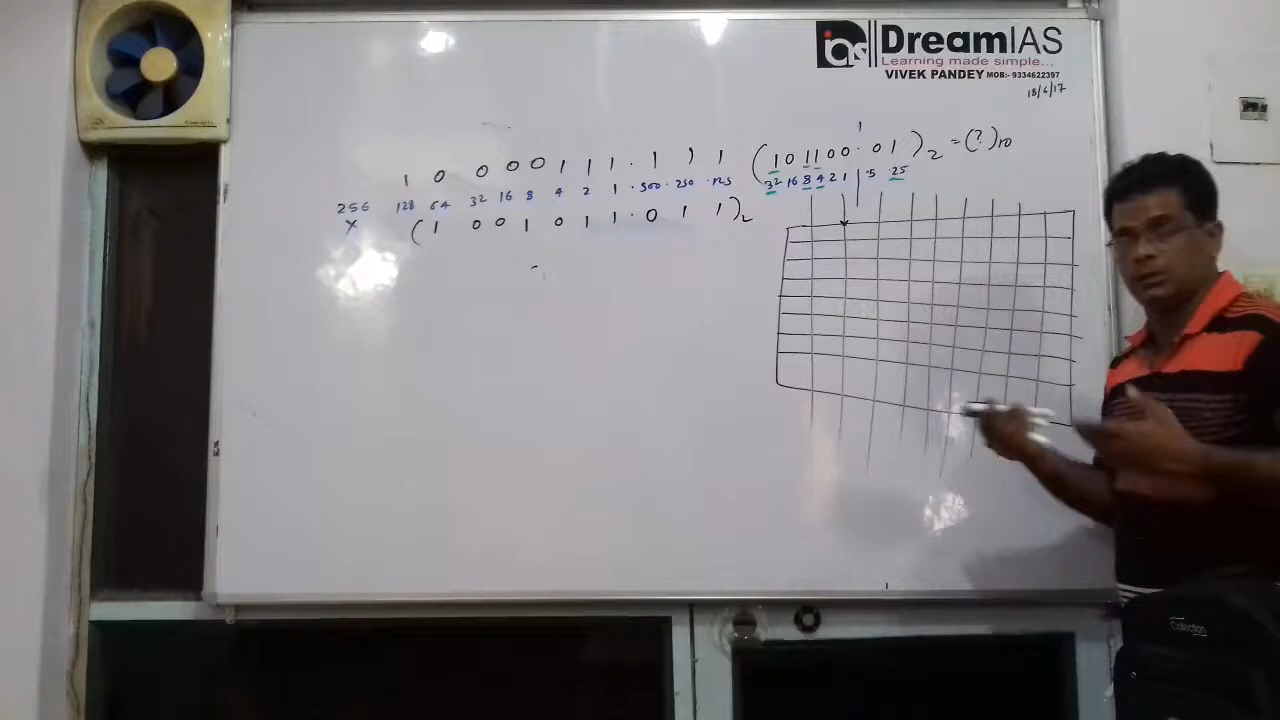 ias DreamIAS
Learning made simple...
VIVEK PANDEY MOB:- 9334622397
18/6/17
1 0 0 0 0 1 1 1 . 1 1 1
(101100.01)2 = (?)10
32 16 8 4 2 1 .5 .25
256 128 64 32 16 8 4 2 1 .500 .250 .125
X (1 0 0 1 0 1 1 . 0 1 1)2
Collection